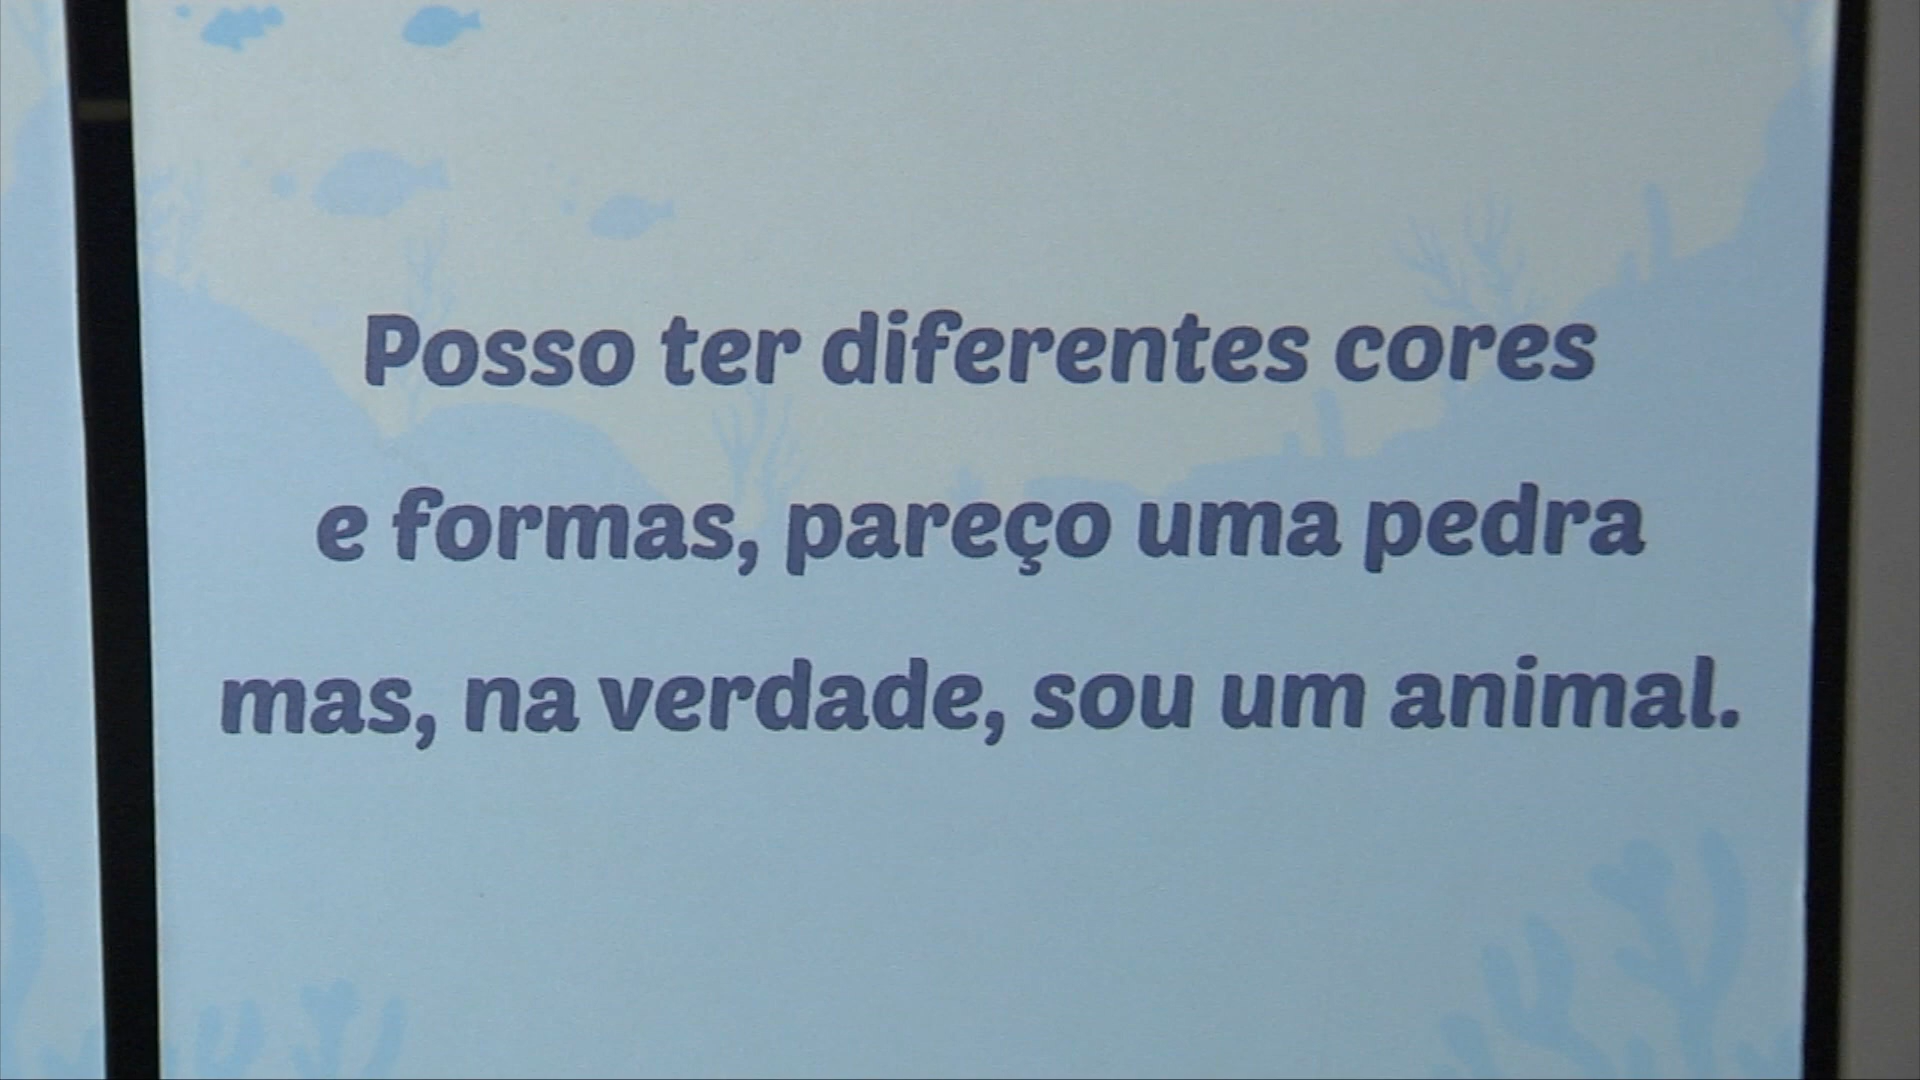 Posso ter diferentes cores
e formas, pareço uma pedra
mas, na verdade, sou um animal.